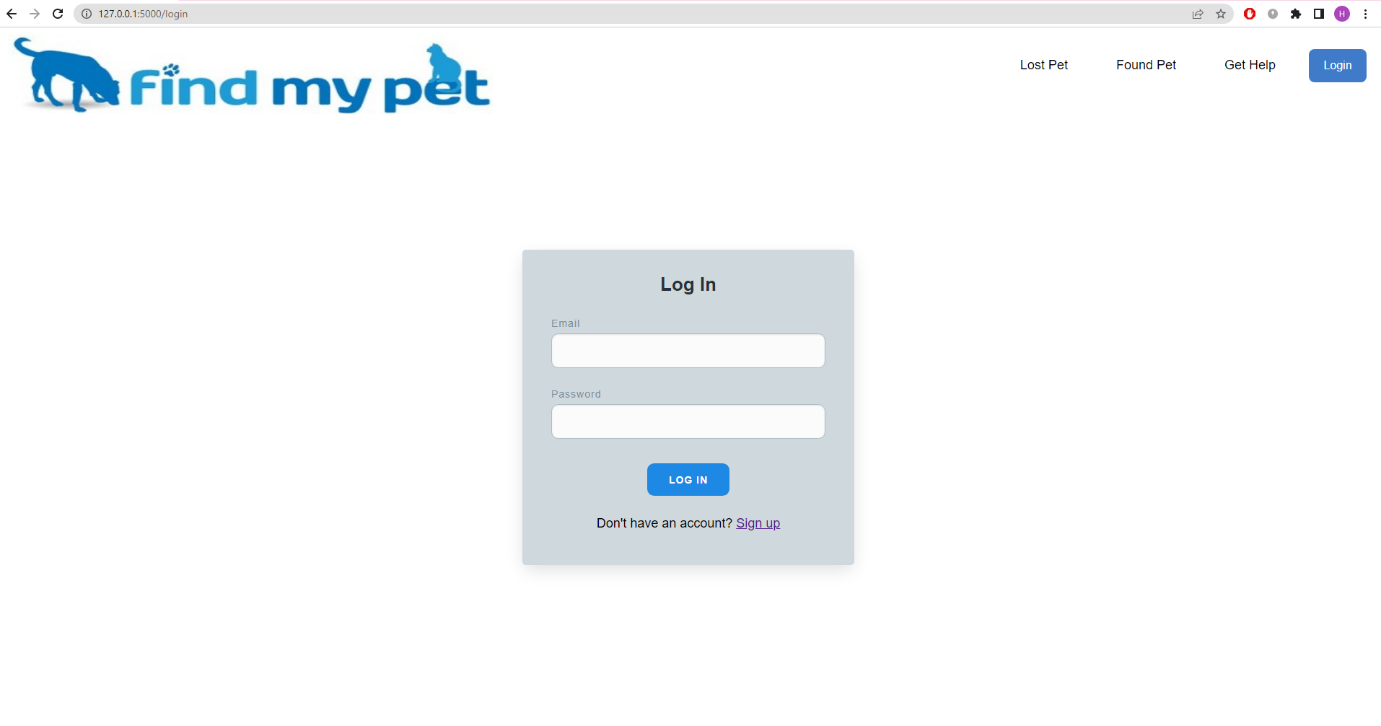 127.0.0.1:5000/login
H
find my pet
Lost Pet
Found Pet
Get Help
Login
Log In
Email
Password
LOG IN
Don't have an account? Sign up